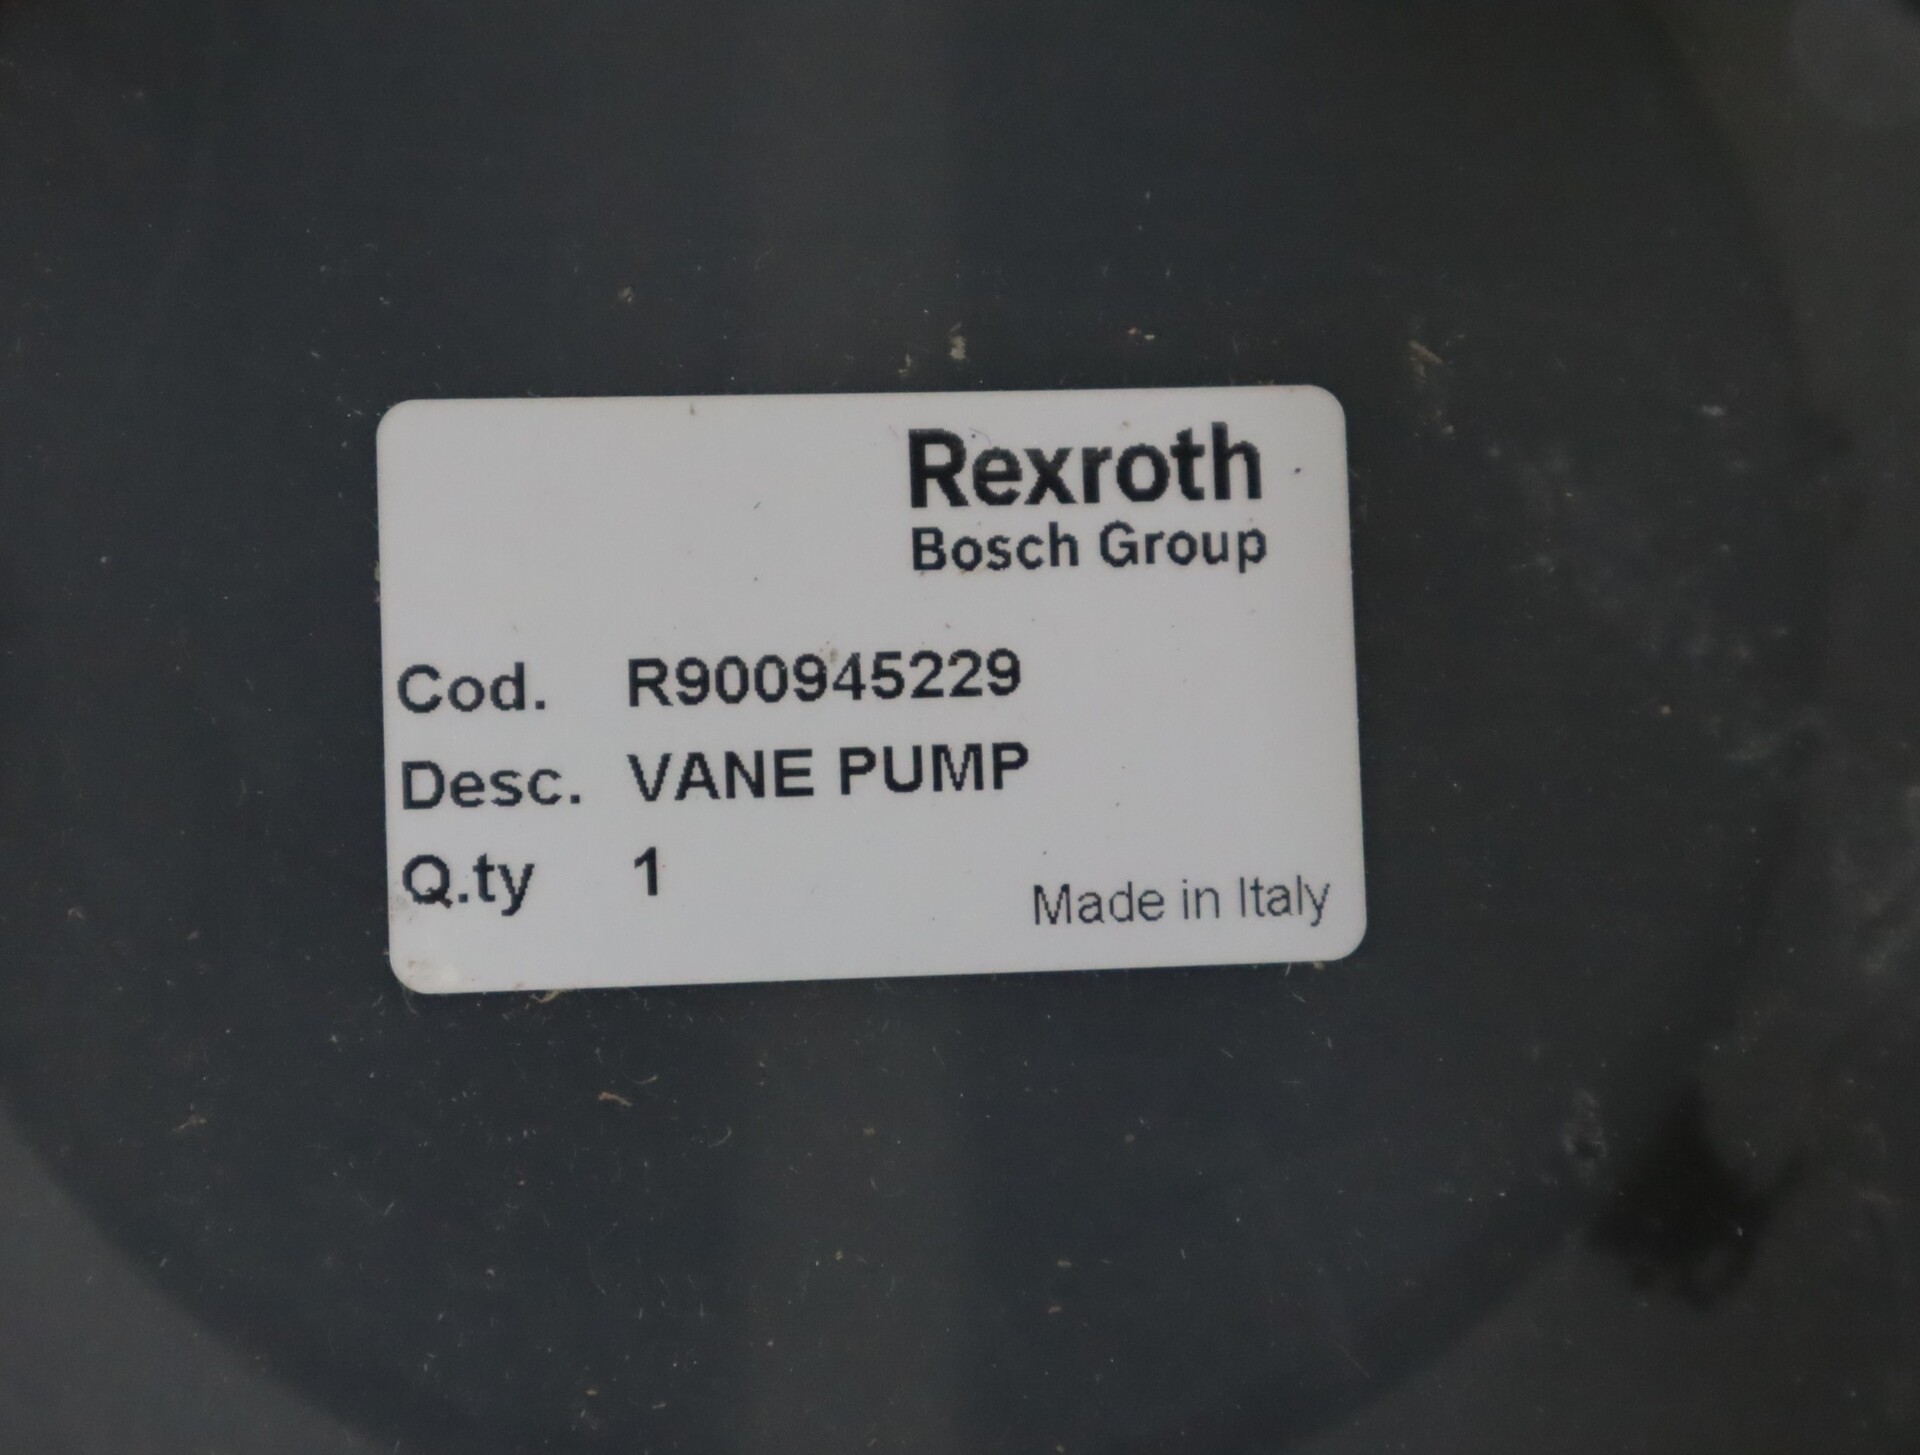 Rexroth
Bosch Group
Cod. R900945229
Desc. VANE PUMP
Q.ty 1
Made in Italy